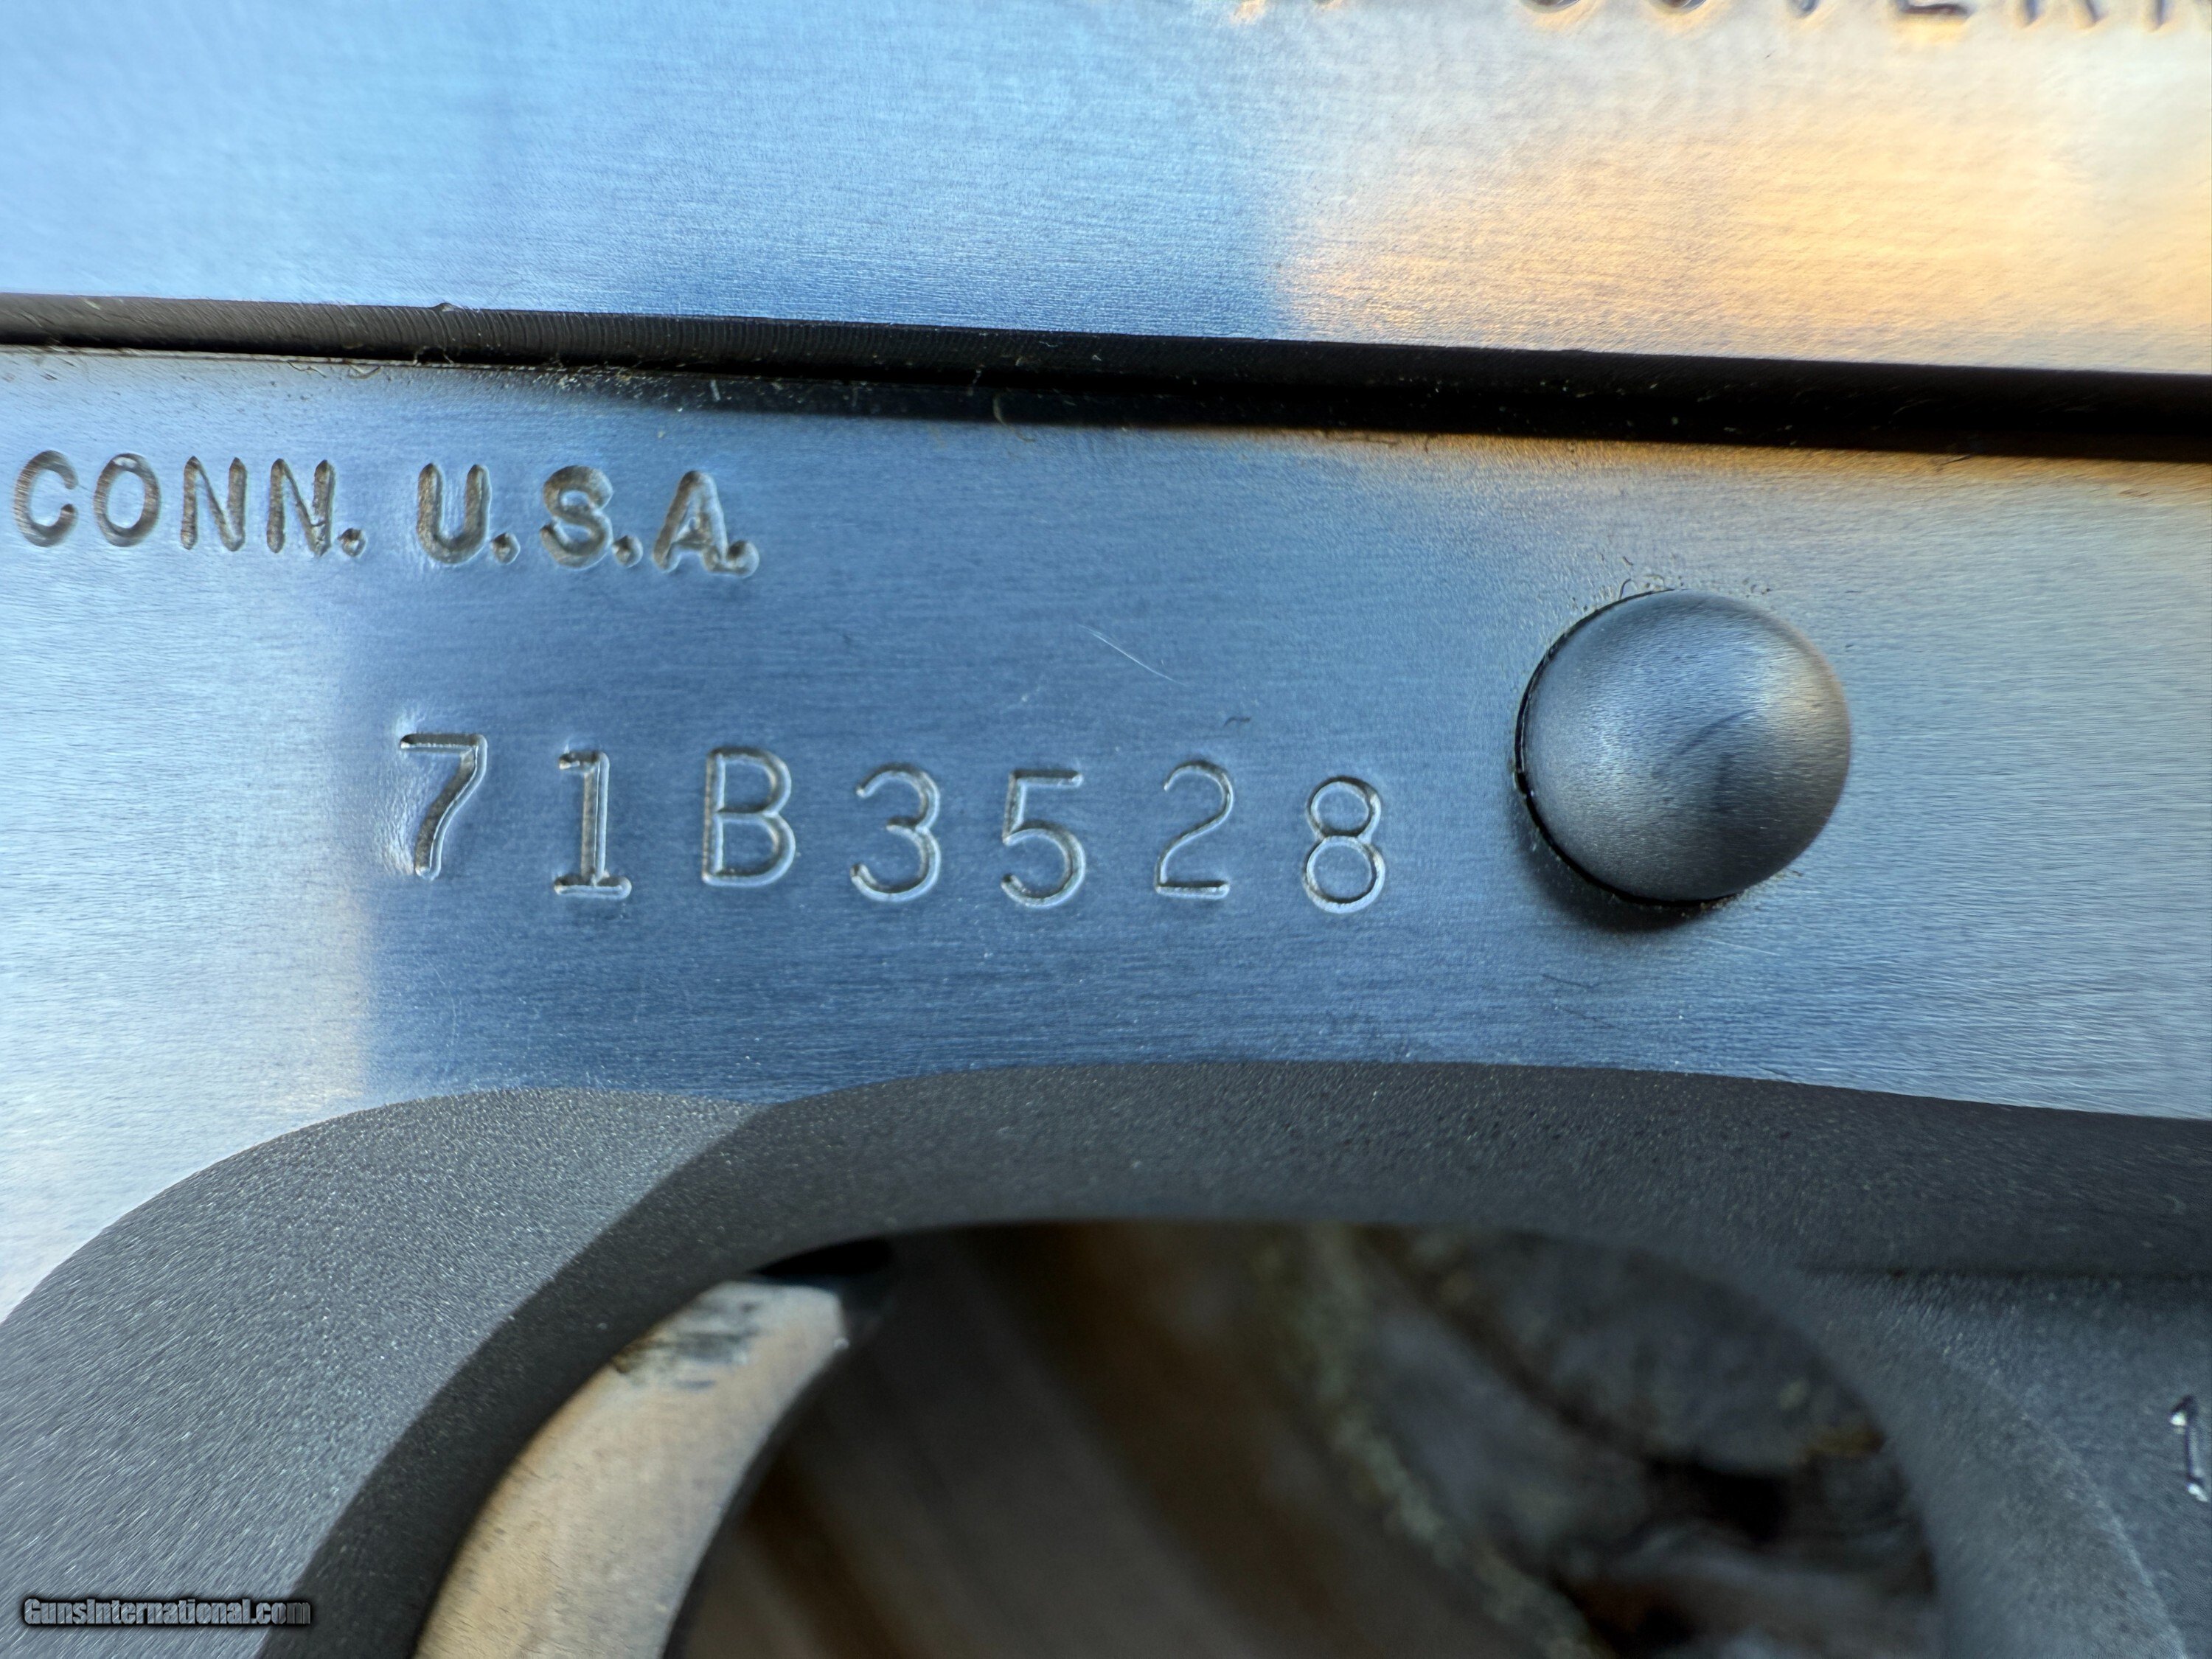 CONN. U.S.A.
71B3528
GunsInternational.com